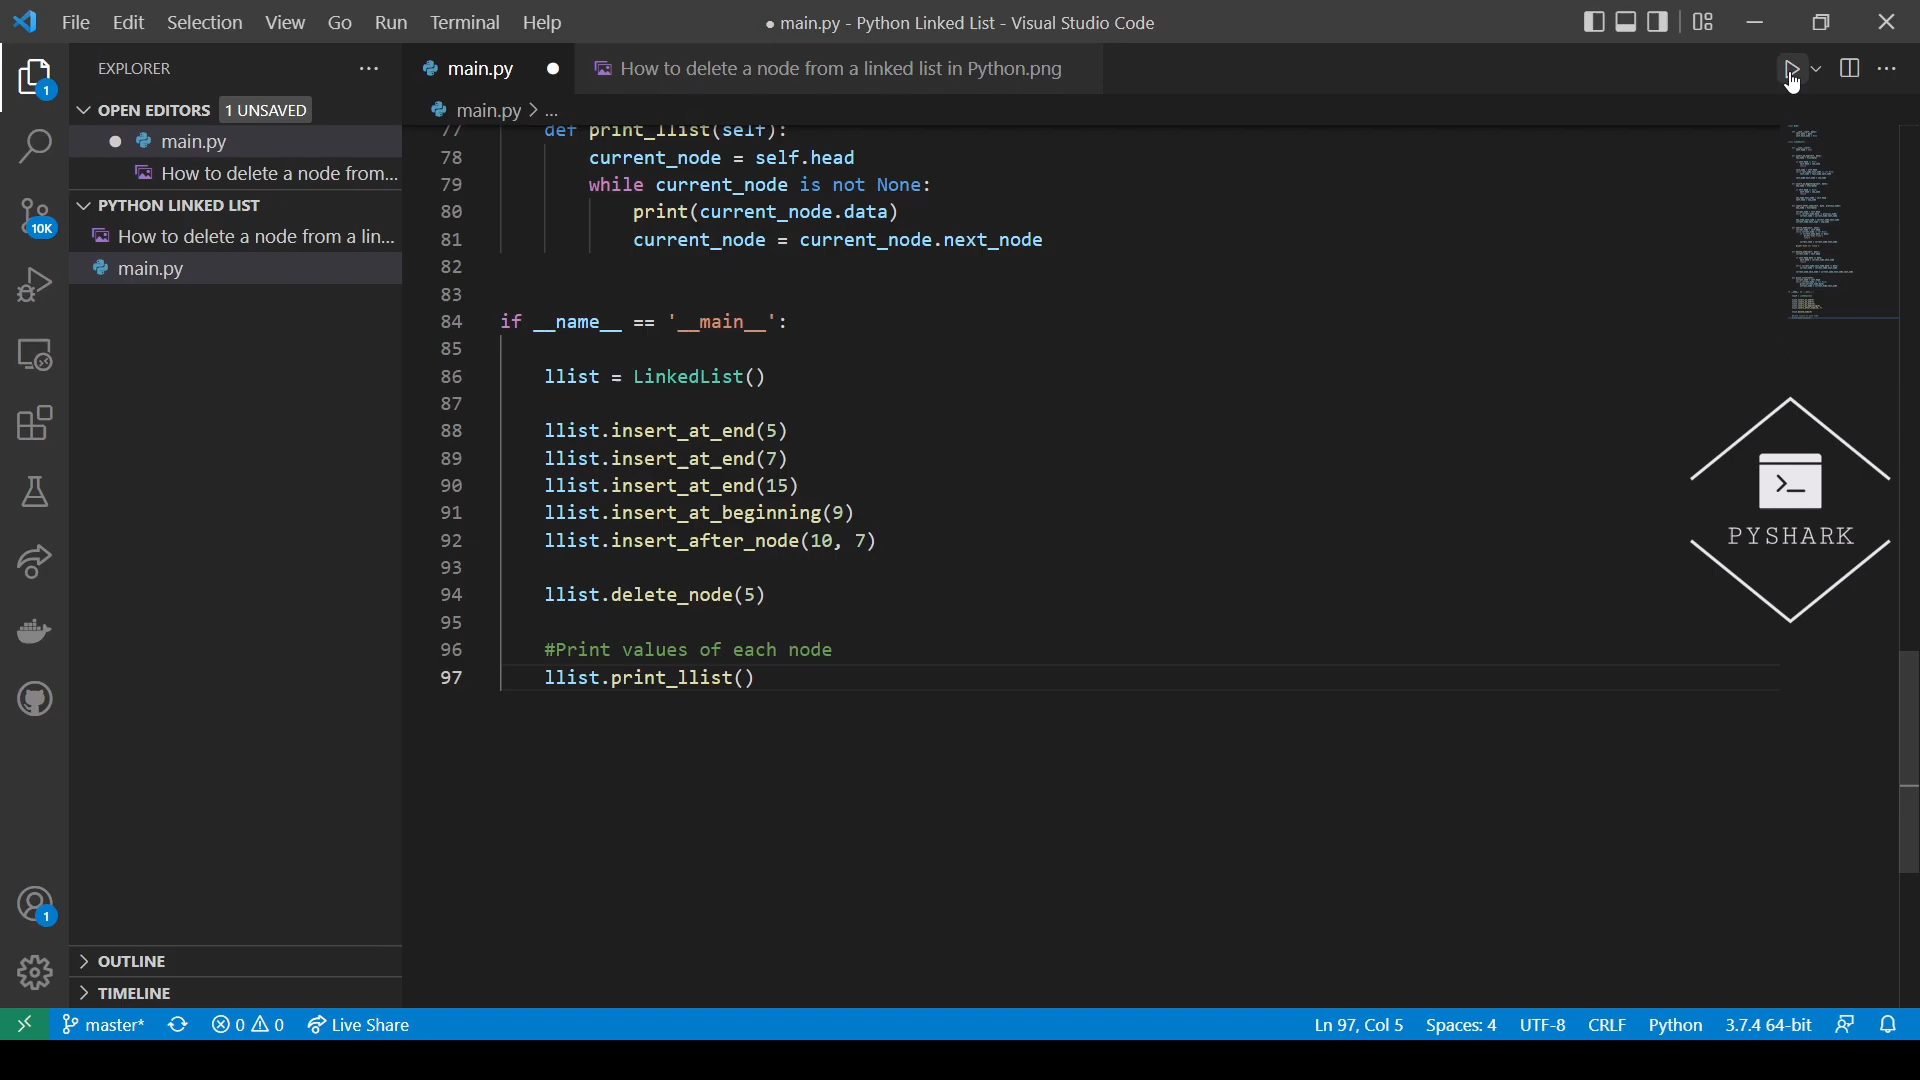 File Edit Selection View Go Run Terminal Help
● main.py - Python Linked List - Visual Studio Code
EXPLORER
OPEN EDITORS 1 UNSAVED
main.py
How to delete a node from...
PYTHON LINKED LIST
How to delete a node from a lin...
main.py
OUTLINE
TIMELINE
1
10K
1
main.py
How to delete a node from a linked list in Python.png
main.py > ...
77 def print_llist(self):
78 current_node = self.head
79 while current_node is not None:
80 print(current_node.data)
81 current_node = current_node.next_node
82
83
84 if __name__ == '__main__':
85
86 llist = LinkedList()
87
88 llist.insert_at_end(5)
89 llist.insert_at_end(7)
90 llist.insert_at_end(15)
91 llist.insert_at_beginning(9)
92 llist.insert_after_node(10, 7)
93
94 llist.delete_node(5)
95
96 #Print values of each node
97 llist.print_llist()
PYSHARK
master* 0 0 Live Share
Ln 97, Col 5 Spaces: 4 UTF-8 CRLF Python 3.7.4 64-bit